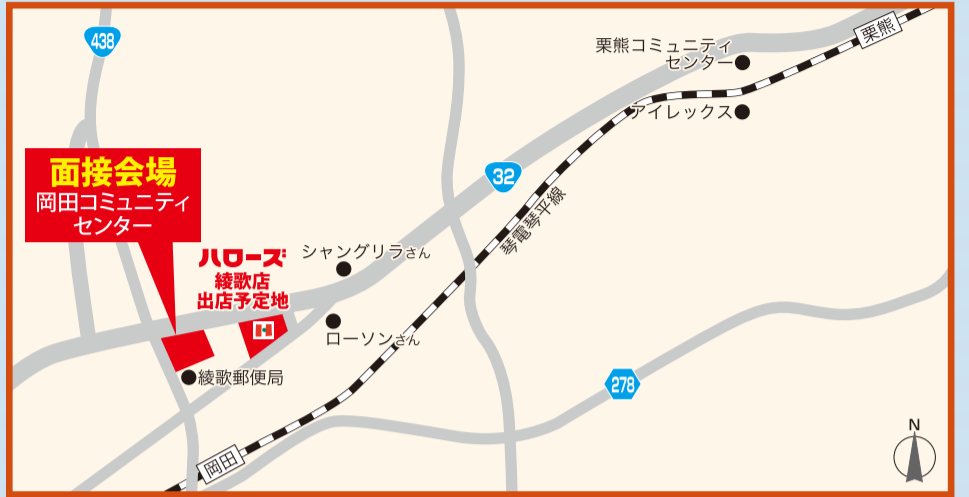 438
栗熊
栗熊コミュニティ
センター
アイレックス
面接会場
岡田コミュニティ
センター
32
琴電琴平線
ハローズ
綾歌店
出店予定地
シャングリラさん
ローソンさん
綾歌郵便局
278
岡田
N